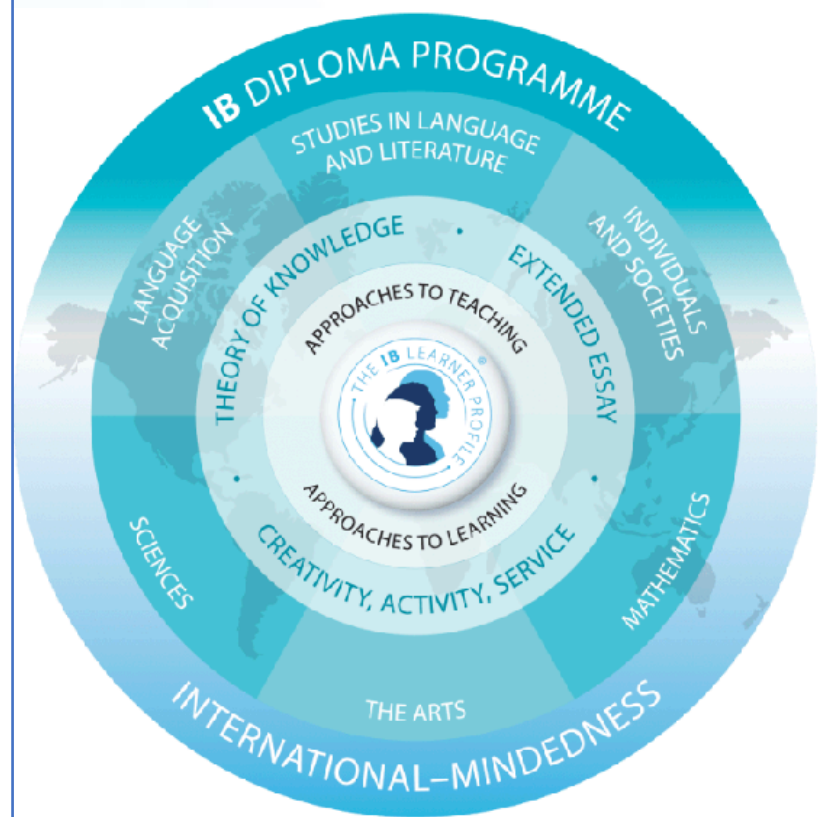 IB DIPLOMA PROGRAMME
STUDIES IN LANGUAGE
AND LITERATURE
LANGUAGE
ACQUISITION
INDIVIDUALS
AND SOCIETIES
THEORY OF KNOWLEDGE
•
EXTENDED ESSAY
•
APPROACHES TO TEACHING
THE IB LEARNER PROFILE
®
APPROACHES TO LEARNING
•
CREATIVITY, ACTIVITY, SERVICE
SCIENCES
MATHEMATICS
THE ARTS
INTERNATIONAL–MINDEDNESS